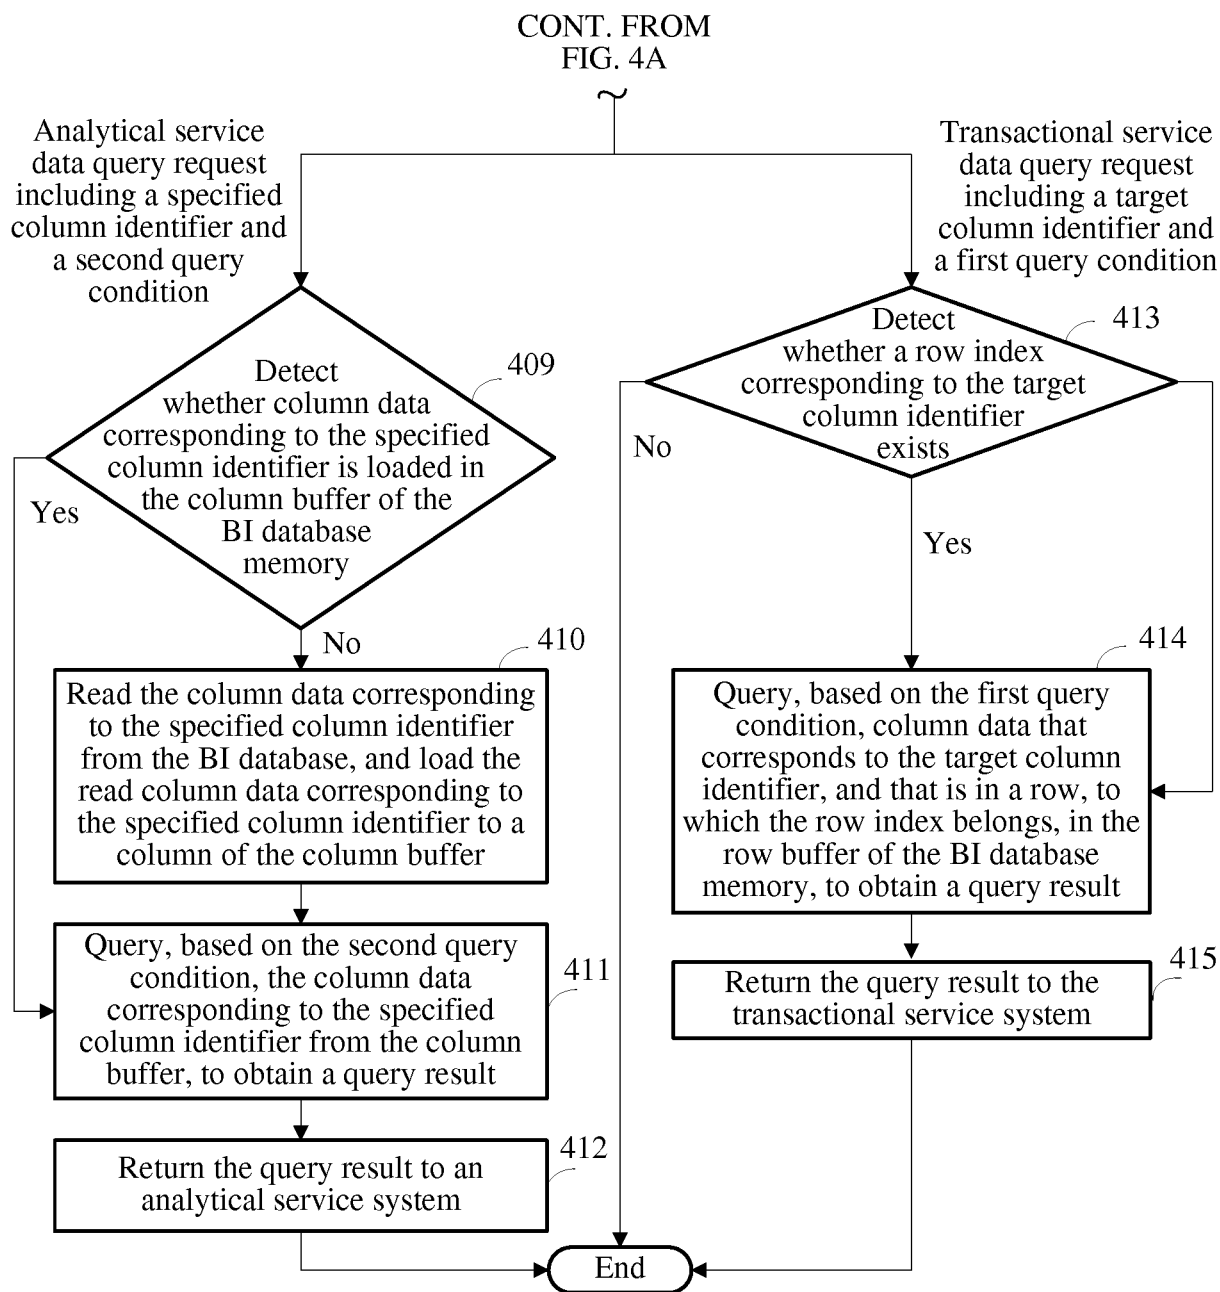 CONT. FROM
FIG. 4A
Analytical service
data query request
including a specified
column identifier and
a second query
condition
Transactional service
data query request
including a target
column identifier and
a first query condition
Detect
whether column data
corresponding to the specified
column identifier is loaded in
the column buffer of the
BI database
memory
409
Yes
No
410
Read the column data corresponding
to the specified column identifier
from the BI database, and load the
read column data corresponding to
the specified column identifier to a
column of the column buffer
Query, based on the second query
condition, the column data
corresponding to the specified
column identifier from the column
buffer, to obtain a query result
411
Return the query result to an
analytical service system
412
Detect
whether a row index
corresponding to the target
column identifier
exists
413
No
Yes
414
Query, based on the first query
condition, column data that
corresponds to the target column
identifier, and that is in a row, to
which the row index belongs, in the
row buffer of the BI database
memory, to obtain a query result
Return the query result to the
transactional service system
415
End